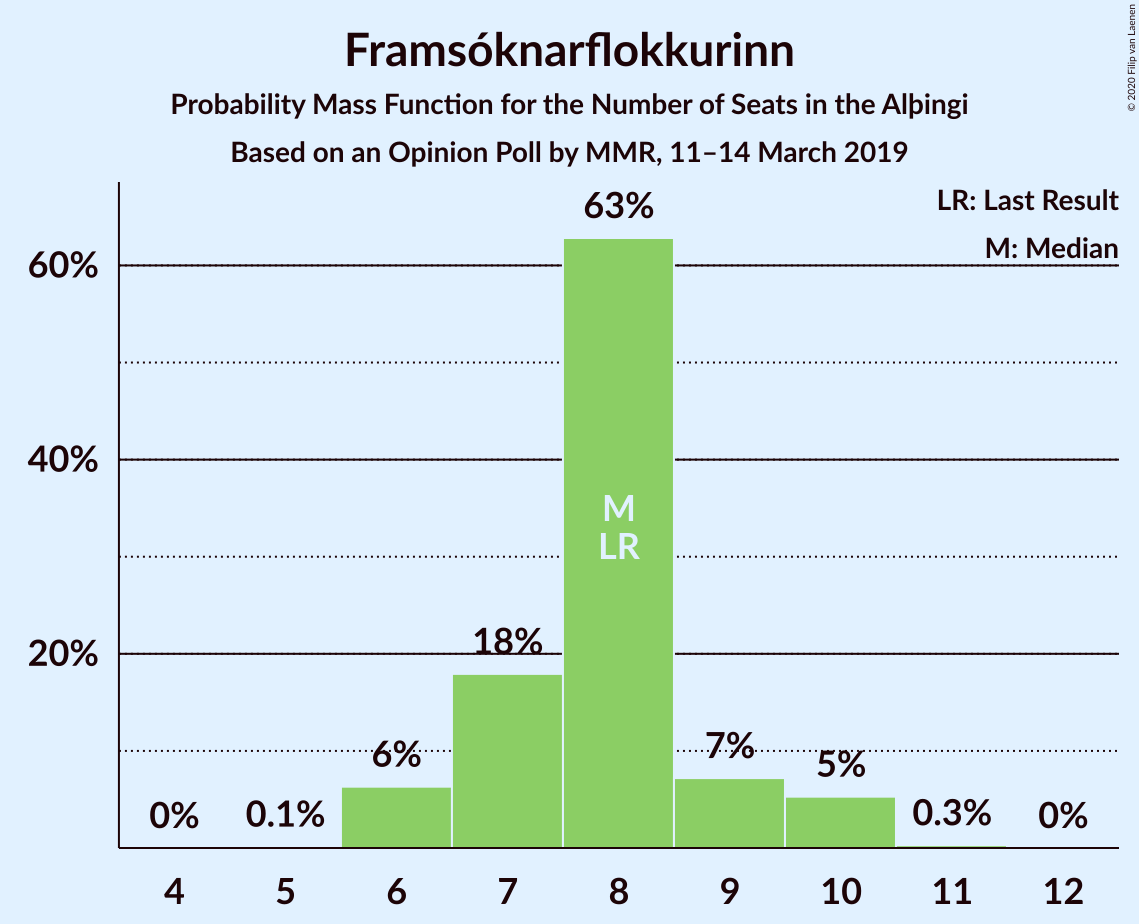 Framsóknarflokkurinn
Probability Mass Function for the Number of Seats in the Alþingi
Based on an Opinion Poll by MMR, 11–14 March 2019
© 2020 Filip van Laenen
LR: Last Result
M: Median
63%
60%
40%
M
LR
18%
20%
6%
7%
5%
0%
0.1%
0.3%
0%
4 5 6 7 8 9 10 11 12